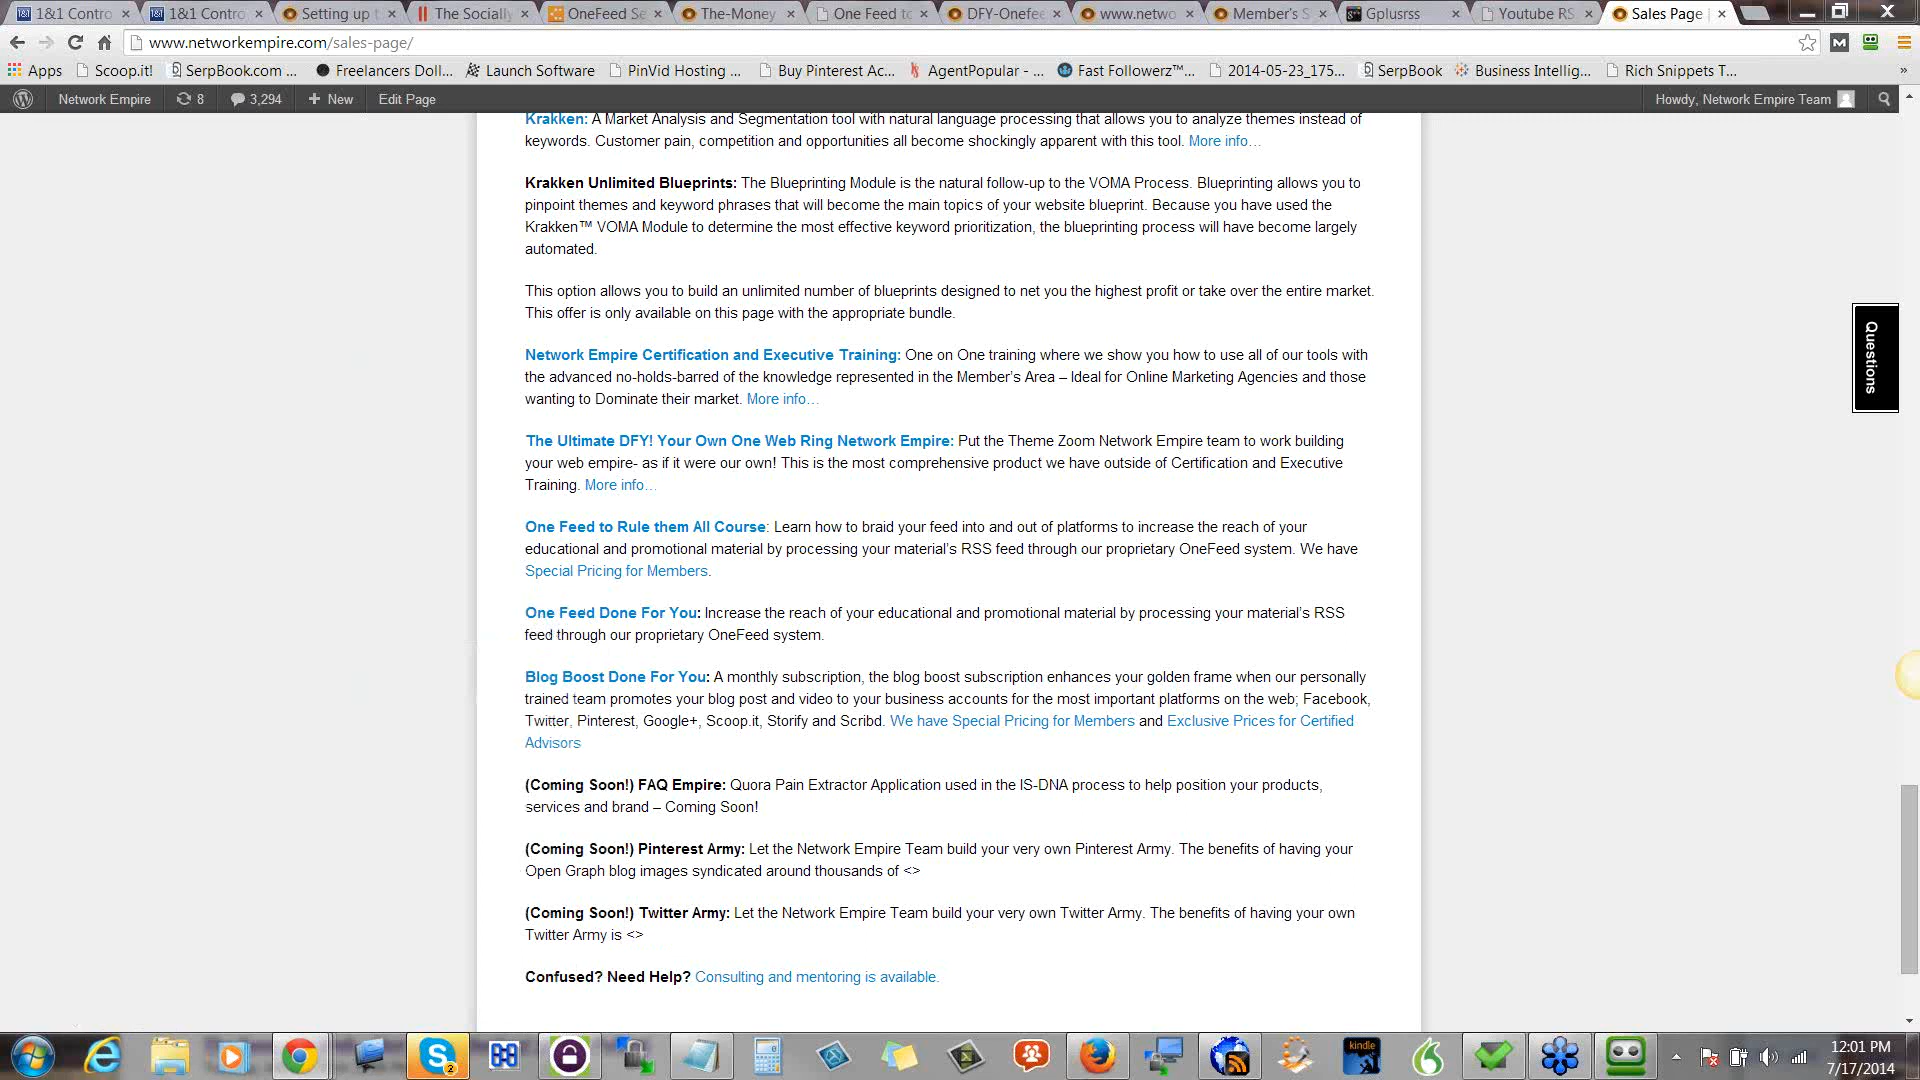 1&1 Contro
1&1 Contro
Setting up t
The Socially
OneFeed Se
The-Money
One Feed to
DFY-Onefee
www.netwo
Member's S
Gplusrss
Youtube RS
Sales Page |
www.networkempire.com/sales-page/
Apps
Scoop.it!
SerpBook.com ...
Freelancers Doll...
Launch Software
PinVid Hosting ...
Buy Pinterest Ac...
AgentPopular - ...
Fast Followerz™...
2014-05-23_175...
SerpBook
Business Intellig...
Rich Snippets T...
»
Network Empire
8
3,294
+ New
Edit Page
Howdy, Network Empire Team
Krakken: A Market Analysis and Segmentation tool with natural language processing that allows you to analyze themes instead of
keywords. Customer pain, competition and opportunities all become shockingly apparent with this tool. More info…
Krakken Unlimited Blueprints: The Blueprinting Module is the natural follow-up to the VOMA Process. Blueprinting allows you to
pinpoint themes and keyword phrases that will become the main topics of your website blueprint. Because you have used the
Krakken™ VOMA Module to determine the most effective keyword prioritization, the blueprinting process will have become largely
automated.
This option allows you to build an unlimited number of blueprints designed to net you the highest profit or take over the entire market.
This offer is only available on this page with the appropriate bundle.
Network Empire Certification and Executive Training: One on One training where we show you how to use all of our tools with
the advanced no-holds-barred of the knowledge represented in the Member's Area – Ideal for Online Marketing Agencies and those
wanting to Dominate their market. More info…
The Ultimate DFY! Your Own One Web Ring Network Empire: Put the Theme Zoom Network Empire team to work building
your web empire- as if it were our own! This is the most comprehensive product we have outside of Certification and Executive
Training. More info…
One Feed to Rule them All Course: Learn how to braid your feed into and out of platforms to increase the reach of your
educational and promotional material by processing your material's RSS feed through our proprietary OneFeed system. We have
Special Pricing for Members.
One Feed Done For You: Increase the reach of your educational and promotional material by processing your material's RSS
feed through our proprietary OneFeed system.
Blog Boost Done For You: A monthly subscription, the blog boost subscription enhances your golden frame when our personally
trained team promotes your blog post and video to your business accounts for the most important platforms on the web; Facebook,
Twitter, Pinterest, Google+, Scoop.it, Storify and Scribd. We have Special Pricing for Members and Exclusive Prices for Certified
Advisors
(Coming Soon!) FAQ Empire: Quora Pain Extractor Application used in the IS-DNA process to help position your products,
services and brand – Coming Soon!
(Coming Soon!) Pinterest Army: Let the Network Empire Team build your very own Pinterest Army. The benefits of having your
Open Graph blog images syndicated around thousands of <>
(Coming Soon!) Twitter Army: Let the Network Empire Team build your very own Twitter Army. The benefits of having your own
Twitter Army is <>
Confused? Need Help? Consulting and mentoring is available.
Questions
kindle
2
12:01 PM
7/17/2014